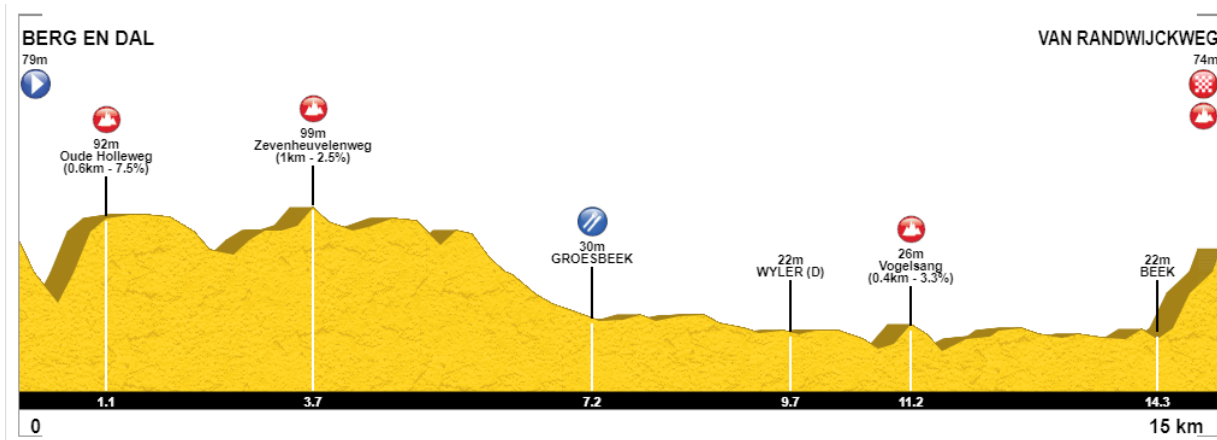 BERG EN DAL
79m
VAN RANDWIJCKWEG
74m
92m
Oude Holleweg
(0.6km - 7.5%)
99m
Zevenheuvelenweg
(1km - 2.5%)
30m
GROESBEEK
22m
WYLER (D)
26m
Vogelsang
(0.4km - 3.3%)
22m
BEEK
1.1
3.7
7.2
9.7
11.2
14.3
0
15 km